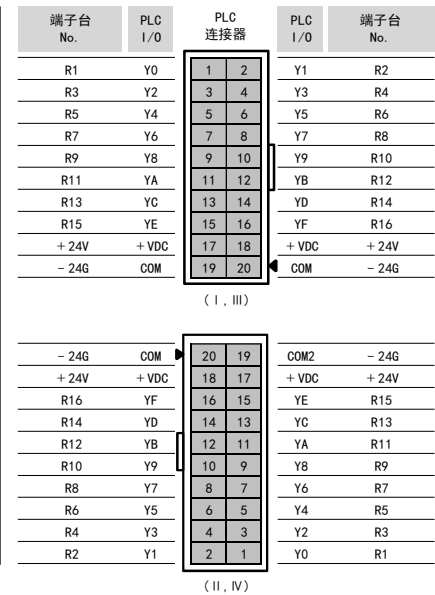 端子台 PLC PLC PLC 端子台
No. I/O 连接器 I/O No.
R1 Y0 1 2 Y1 R2
R3 Y2 3 4 Y3 R4
R5 Y4 5 6 Y5 R6
R7 Y6 7 8 Y7 R8
R9 Y8 9 10 Y9 R10
R11 YA 11 12 YB R12
R13 YC 13 14 YD R14
R15 YE 15 16 YF R16
+24V +VDC 17 18 +VDC +24V
-24G COM 19 20 COM -24G
(I, III)
-24G COM 20 19 COM2 -24G
+24V +VDC 18 17 +VDC +24V
R16 YF 16 15 YE R15
R14 YD 14 13 YC R13
R12 YB 12 11 YA R11
R10 Y9 10 9 Y8 R9
R8 Y7 8 7 Y6 R7
R6 Y5 6 5 Y4 R5
R4 Y3 4 3 Y2 R3
R2 Y1 2 1 Y0 R1
(II, IV)